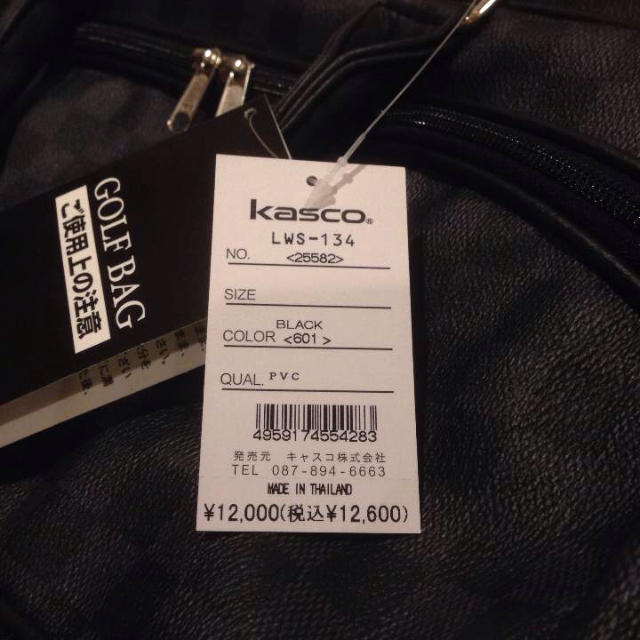 GOLF BAG
ご使用上の注意
kasco®
LWS-134
NO. <25582>
SIZE
BLACK
COLOR <601>
QUAL. PVC
4959174554283
発売元 キャスコ株式会社
TEL 087-894-6663
MADE IN THAILAND
¥12,000(税込¥12,600)